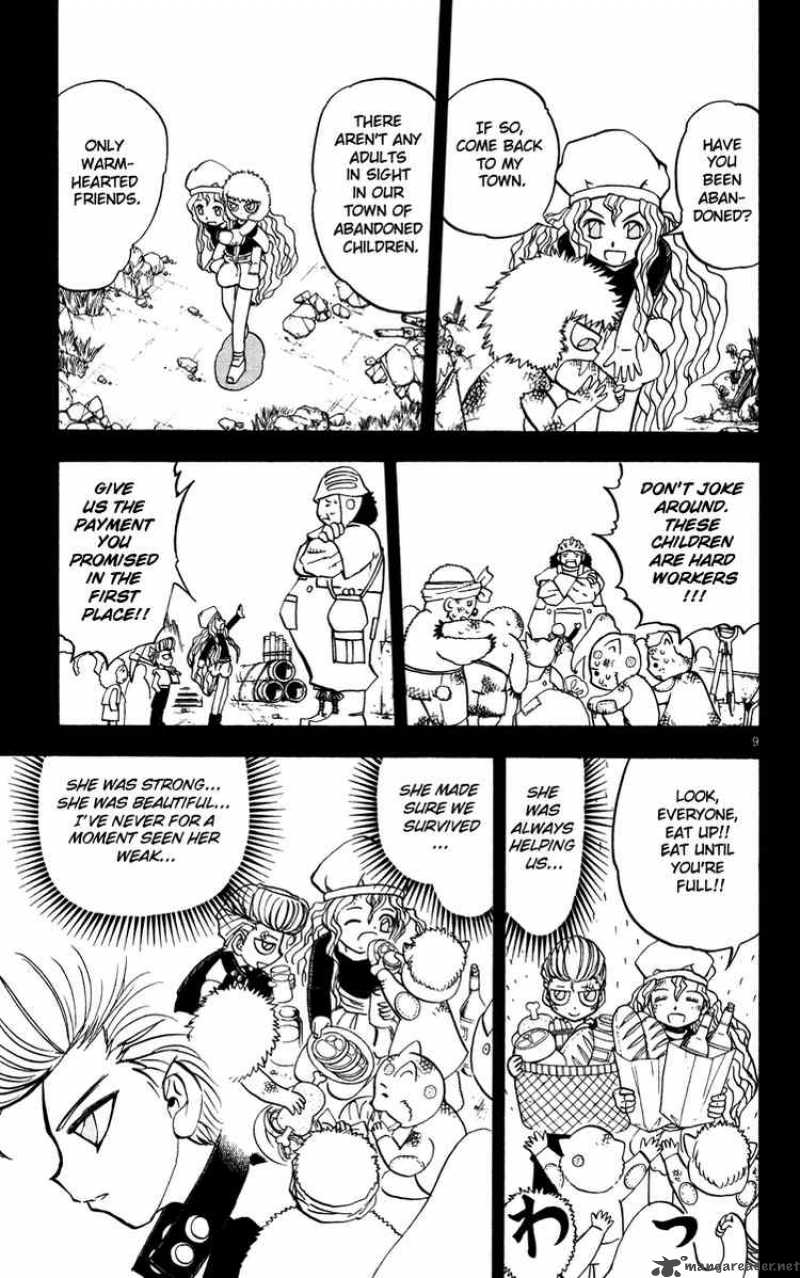 HAVE
YOU
BEEN
ABAN-
DONED?
IF SO,
COME BACK
TO MY
TOWN.
THERE
AREN'T ANY
ADULTS
IN SIGHT
IN OUR
TOWN OF
ABANDONED
CHILDREN.
ONLY
WARM-
HEARTED
FRIENDS.
DON'T JOKE
AROUND.
THESE
CHILDREN
ARE HARD
WORKERS
!!!
GIVE
US THE
PAYMENT
YOU
PROMISED
IN THE
FIRST
PLACE!!
9
LOOK,
EVERYONE,
EAT UP!!
EAT UNTIL
YOU'RE
FULL!!
SHE
WAS
ALWAYS
HELPING
US...
わっ
SHE MADE
SURE WE
SURVIVED
...
SHE WAS STRONG...
SHE WAS BEAUTIFUL...
I'VE NEVER FOR A
MOMENT SEEN HER
WEAK...
mangareader.net